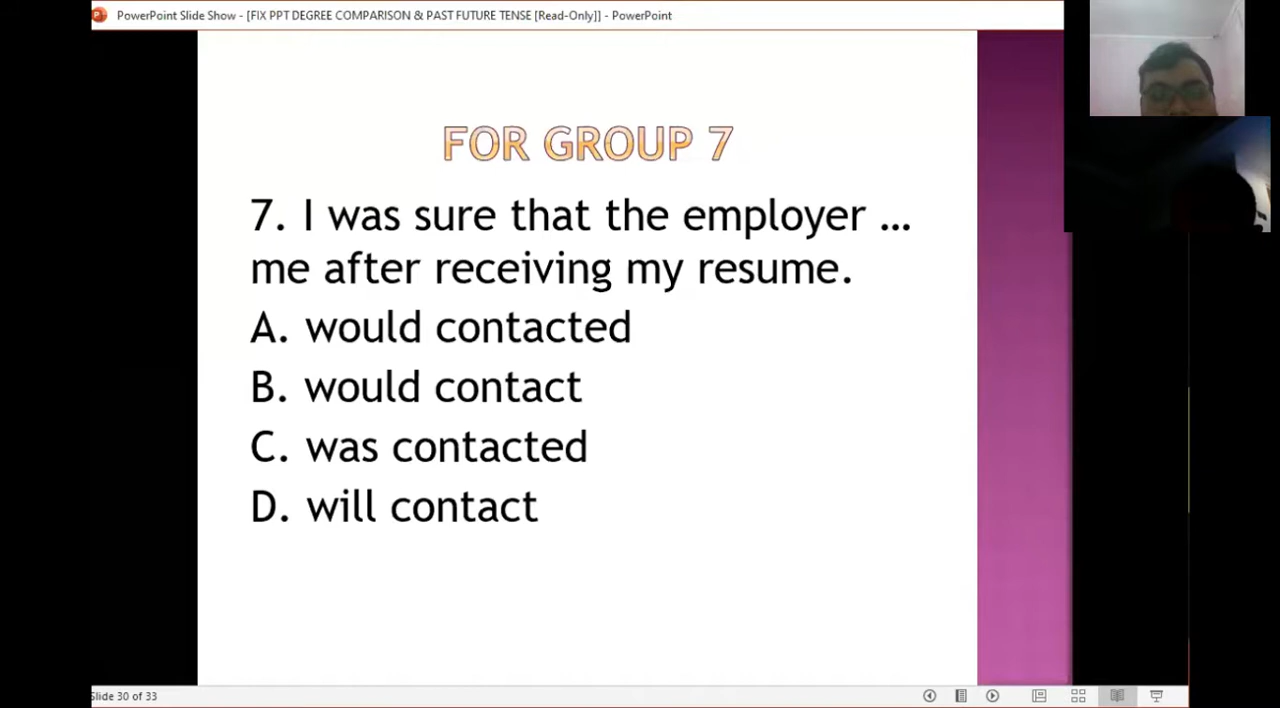 PowerPoint Slide Show - [FIX PPT DEGREE COMPARISON & PAST FUTURE TENSE [Read-Only]] - PowerPoint
FOR GROUP 7
7. I was sure that the employer …
me after receiving my resume.
A. would contacted
B. would contact
C. was contacted
D. will contact
Slide 30 of 33